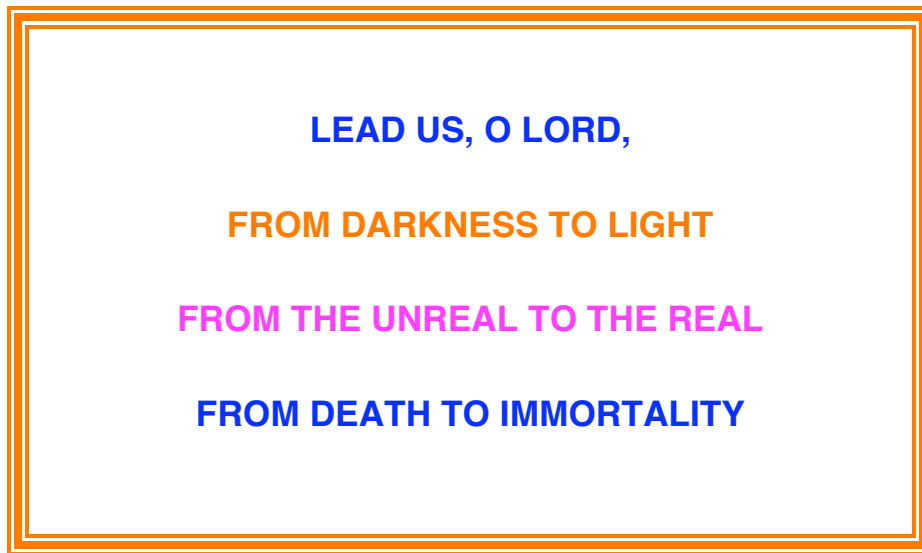 LEAD US, O LORD,
FROM DARKNESS TO LIGHT
FROM THE UNREAL TO THE REAL
FROM DEATH TO IMMORTALITY